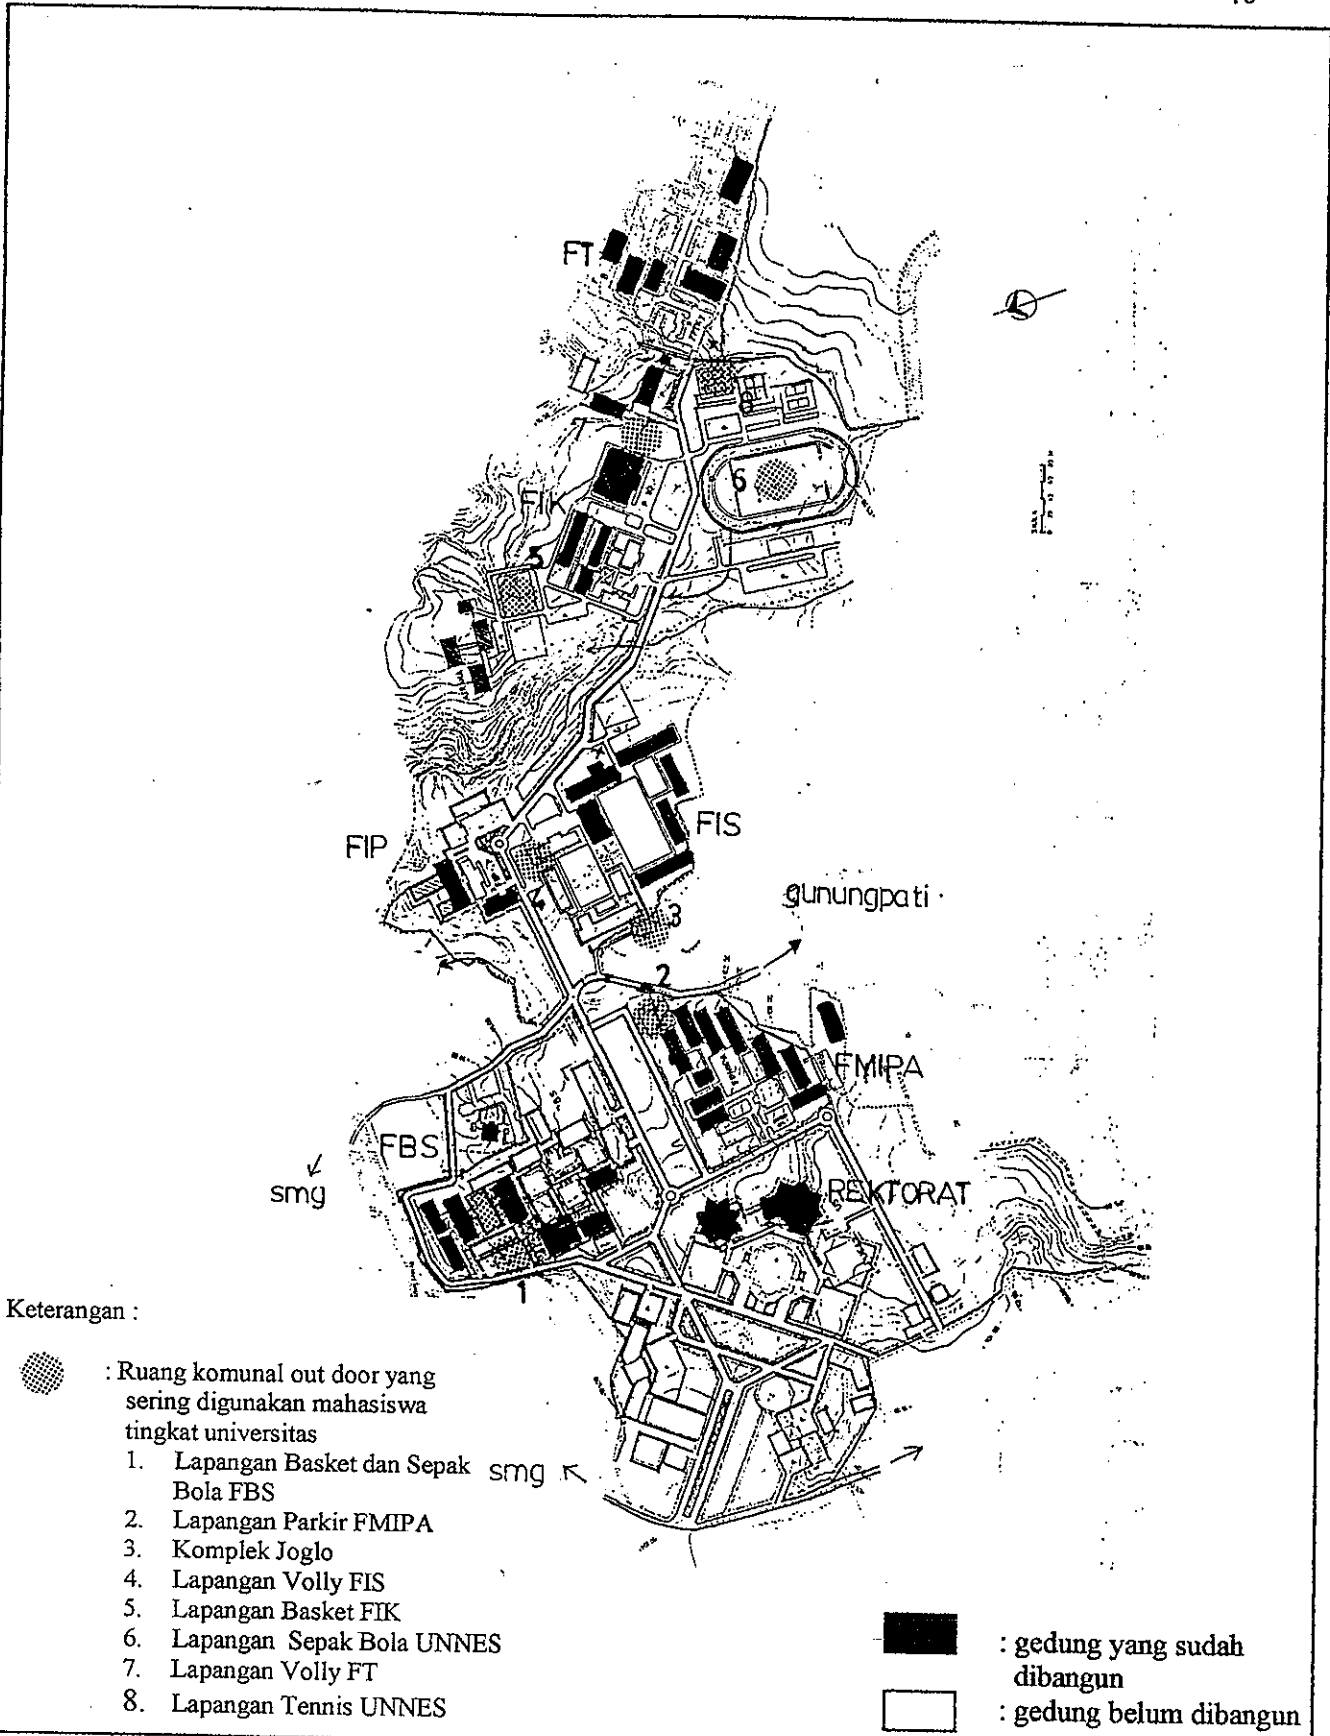 FT
8
7
6
FIK
5
FIS
FIP
4
gunungpati
3
2
FMIPA
FBS
smg
REKTORAT
1
Keterangan :
: Ruang komunal out door yang
sering digunakan mahasiswa
tingkat universitas
1. Lapangan Basket dan Sepak
Bola FBS
smg
2. Lapangan Parkir FMIPA
3. Komplek Joglo
4. Lapangan Volly FIS
5. Lapangan Basket FIK
6. Lapangan Sepak Bola UNNES
7. Lapangan Volly FT
8. Lapangan Tennis UNNES
: gedung yang sudah
dibangun
: gedung belum dibangun